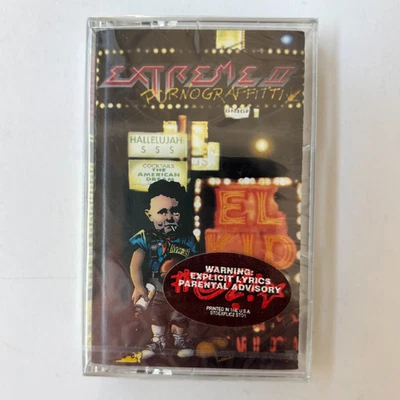 EXTREME II
PORNOGRAFFITTI
HALLELUJAH
$ $ $
COCKTAILS
THE
AMERICAN
DREAM
EL
KID
WARNING:
EXPLICIT LYRICS
PARENTAL ADVISORY
PRINTED IN THE U.S.A.